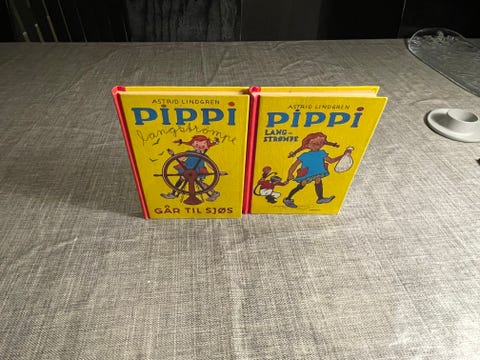 ASTRID LINDGREN
PIPPI
langstrømpe
GÅR TIL SJØS
ASTRID LINDGREN
PIPPI
LANG-
STRØMPE